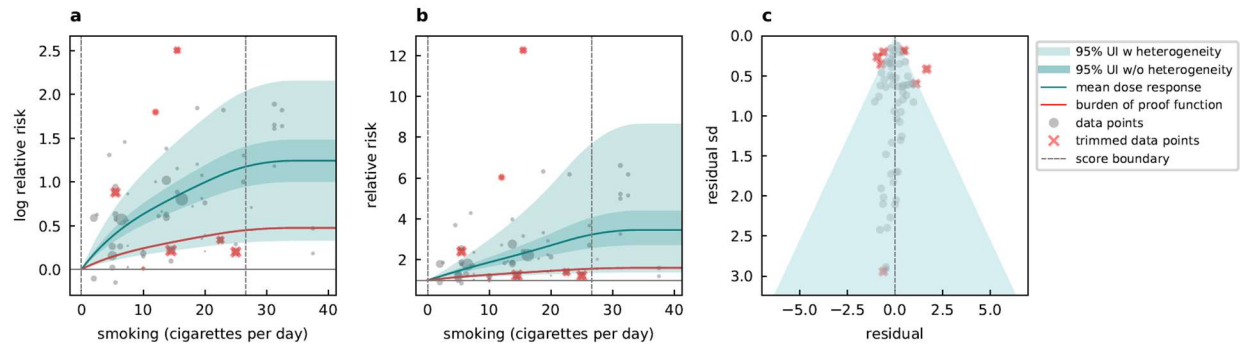 a
2.5
2.0
1.5
1.0
0.5
0.0
log relative risk
0 10 20 30 40
smoking (cigarettes per day)
b
12
10
8
6
4
2
relative risk
0 10 20 30 40
smoking (cigarettes per day)
c
0.0
0.5
1.0
1.5
2.0
2.5
3.0
residual sd
−5.0 −2.5 0.0 2.5 5.0
residual
95% UI w heterogeneity
95% UI w/o heterogeneity
mean dose response
burden of proof function
data points
trimmed data points
score boundary